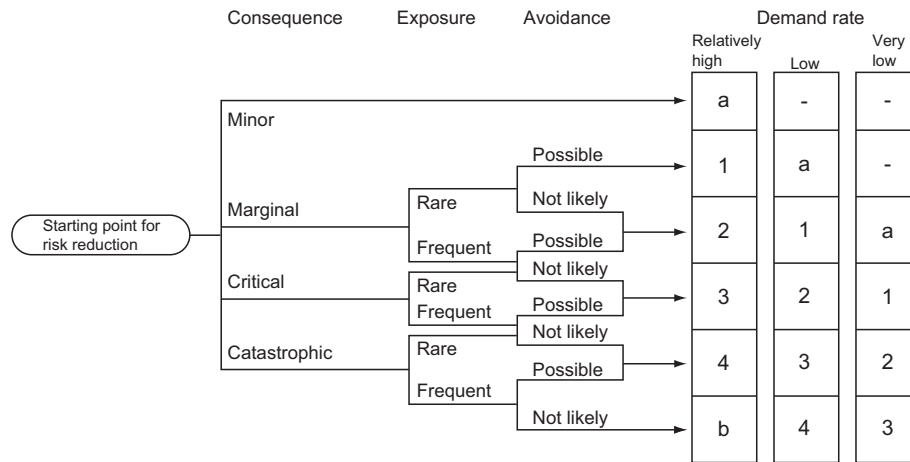 Consequence Exposure Avoidance Demand rate
Relatively high Low Very low
Minor a - -
Possible 1 a -
Rare Not likely
Marginal
Starting point for risk reduction
Frequent Possible 2 1 a
Not likely
Critical Rare
Frequent Possible 3 2 1
Not likely
Catastrophic Rare
Possible 4 3 2
Frequent
Not likely b 4 3